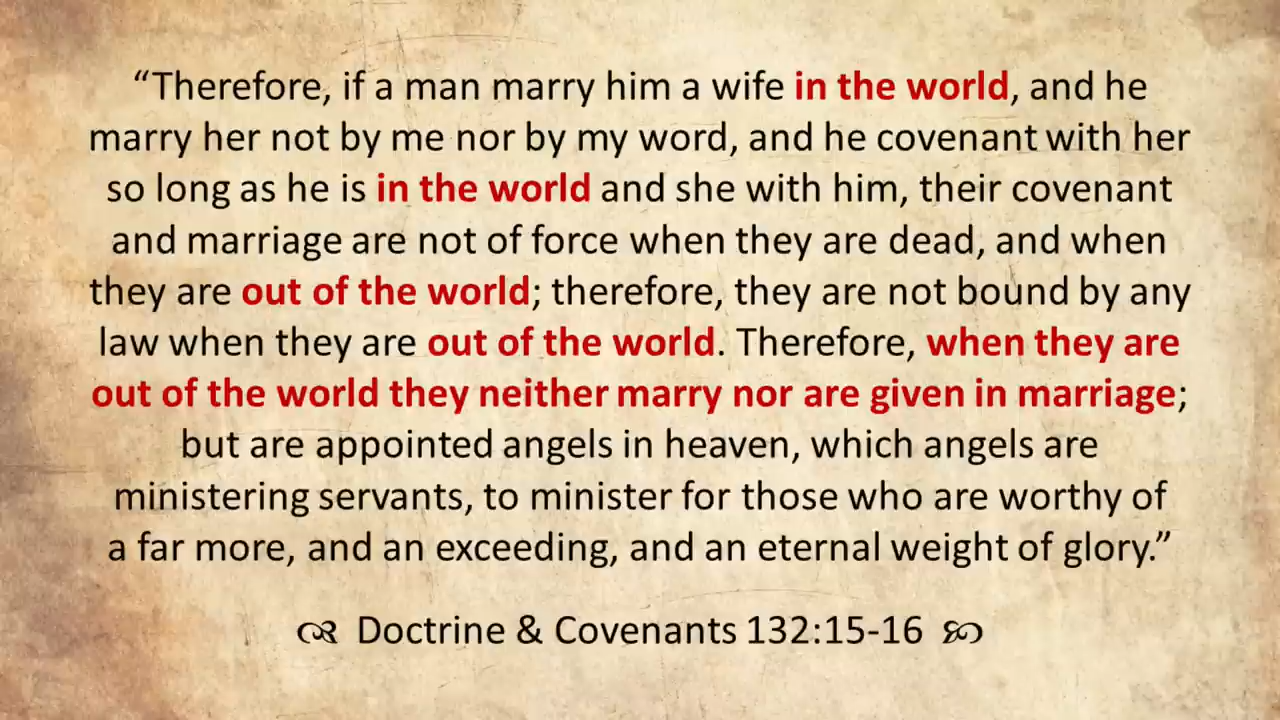 “Therefore, if a man marry him a wife in the world, and he
marry her not by me nor by my word, and he covenant with her
so long as he is in the world and she with him, their covenant
and marriage are not of force when they are dead, and when
they are out of the world; therefore, they are not bound by any
law when they are out of the world. Therefore, when they are
out of the world they neither marry nor are given in marriage;
but are appointed angels in heaven, which angels are
ministering servants, to minister for those who are worthy of
a far more, and an exceeding, and an eternal weight of glory.”
Doctrine & Covenants 132:15-16